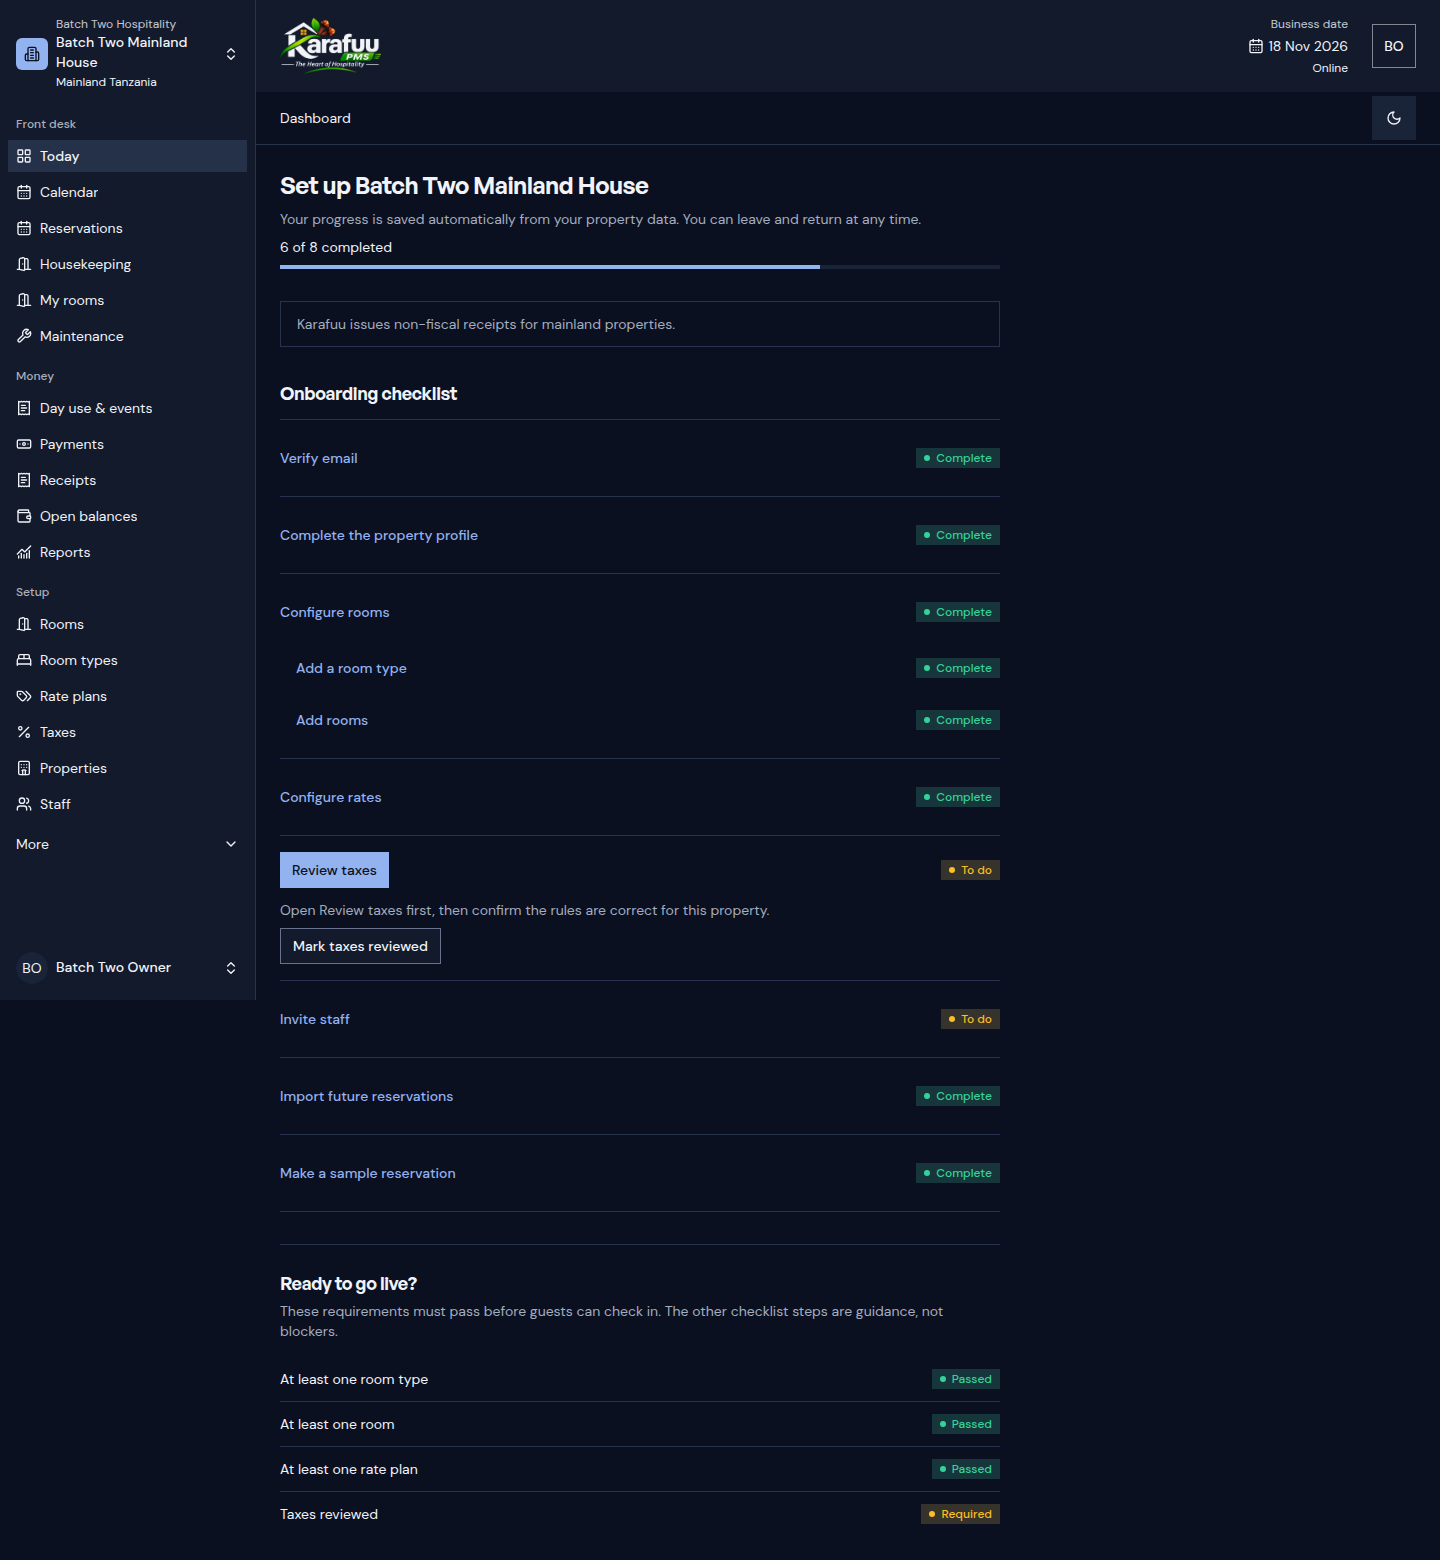 Batch Two Hospitality
Batch Two Mainland
House
Mainland Tanzania
Front desk
Today
Calendar
Reservations
Housekeeping
My rooms
Maintenance
Money
Day use & events
Payments
Receipts
Open balances
Reports
Setup
Rooms
Room types
Rate plans
Taxes
Properties
Staff
More
BO
Batch Two Owner
Karafuu
PMS
The Heart of Hospitality
Business date
18 Nov 2026
Online
BO
Dashboard
Set up Batch Two Mainland House
Your progress is saved automatically from your property data. You can leave and return at any time.
6 of 8 completed
Karafuu issues non-fiscal receipts for mainland properties.
Onboarding checklist
Verify email
Complete
Complete the property profile
Complete
Configure rooms
Complete
Add a room type
Complete
Add rooms
Complete
Configure rates
Complete
Review taxes
To do
Open Review taxes first, then confirm the rules are correct for this property.
Mark taxes reviewed
Invite staff
To do
Import future reservations
Complete
Make a sample reservation
Complete
Ready to go live?
These requirements must pass before guests can check in. The other checklist steps are guidance, not
blockers.
At least one room type
Passed
At least one room
Passed
At least one rate plan
Passed
Taxes reviewed
Required